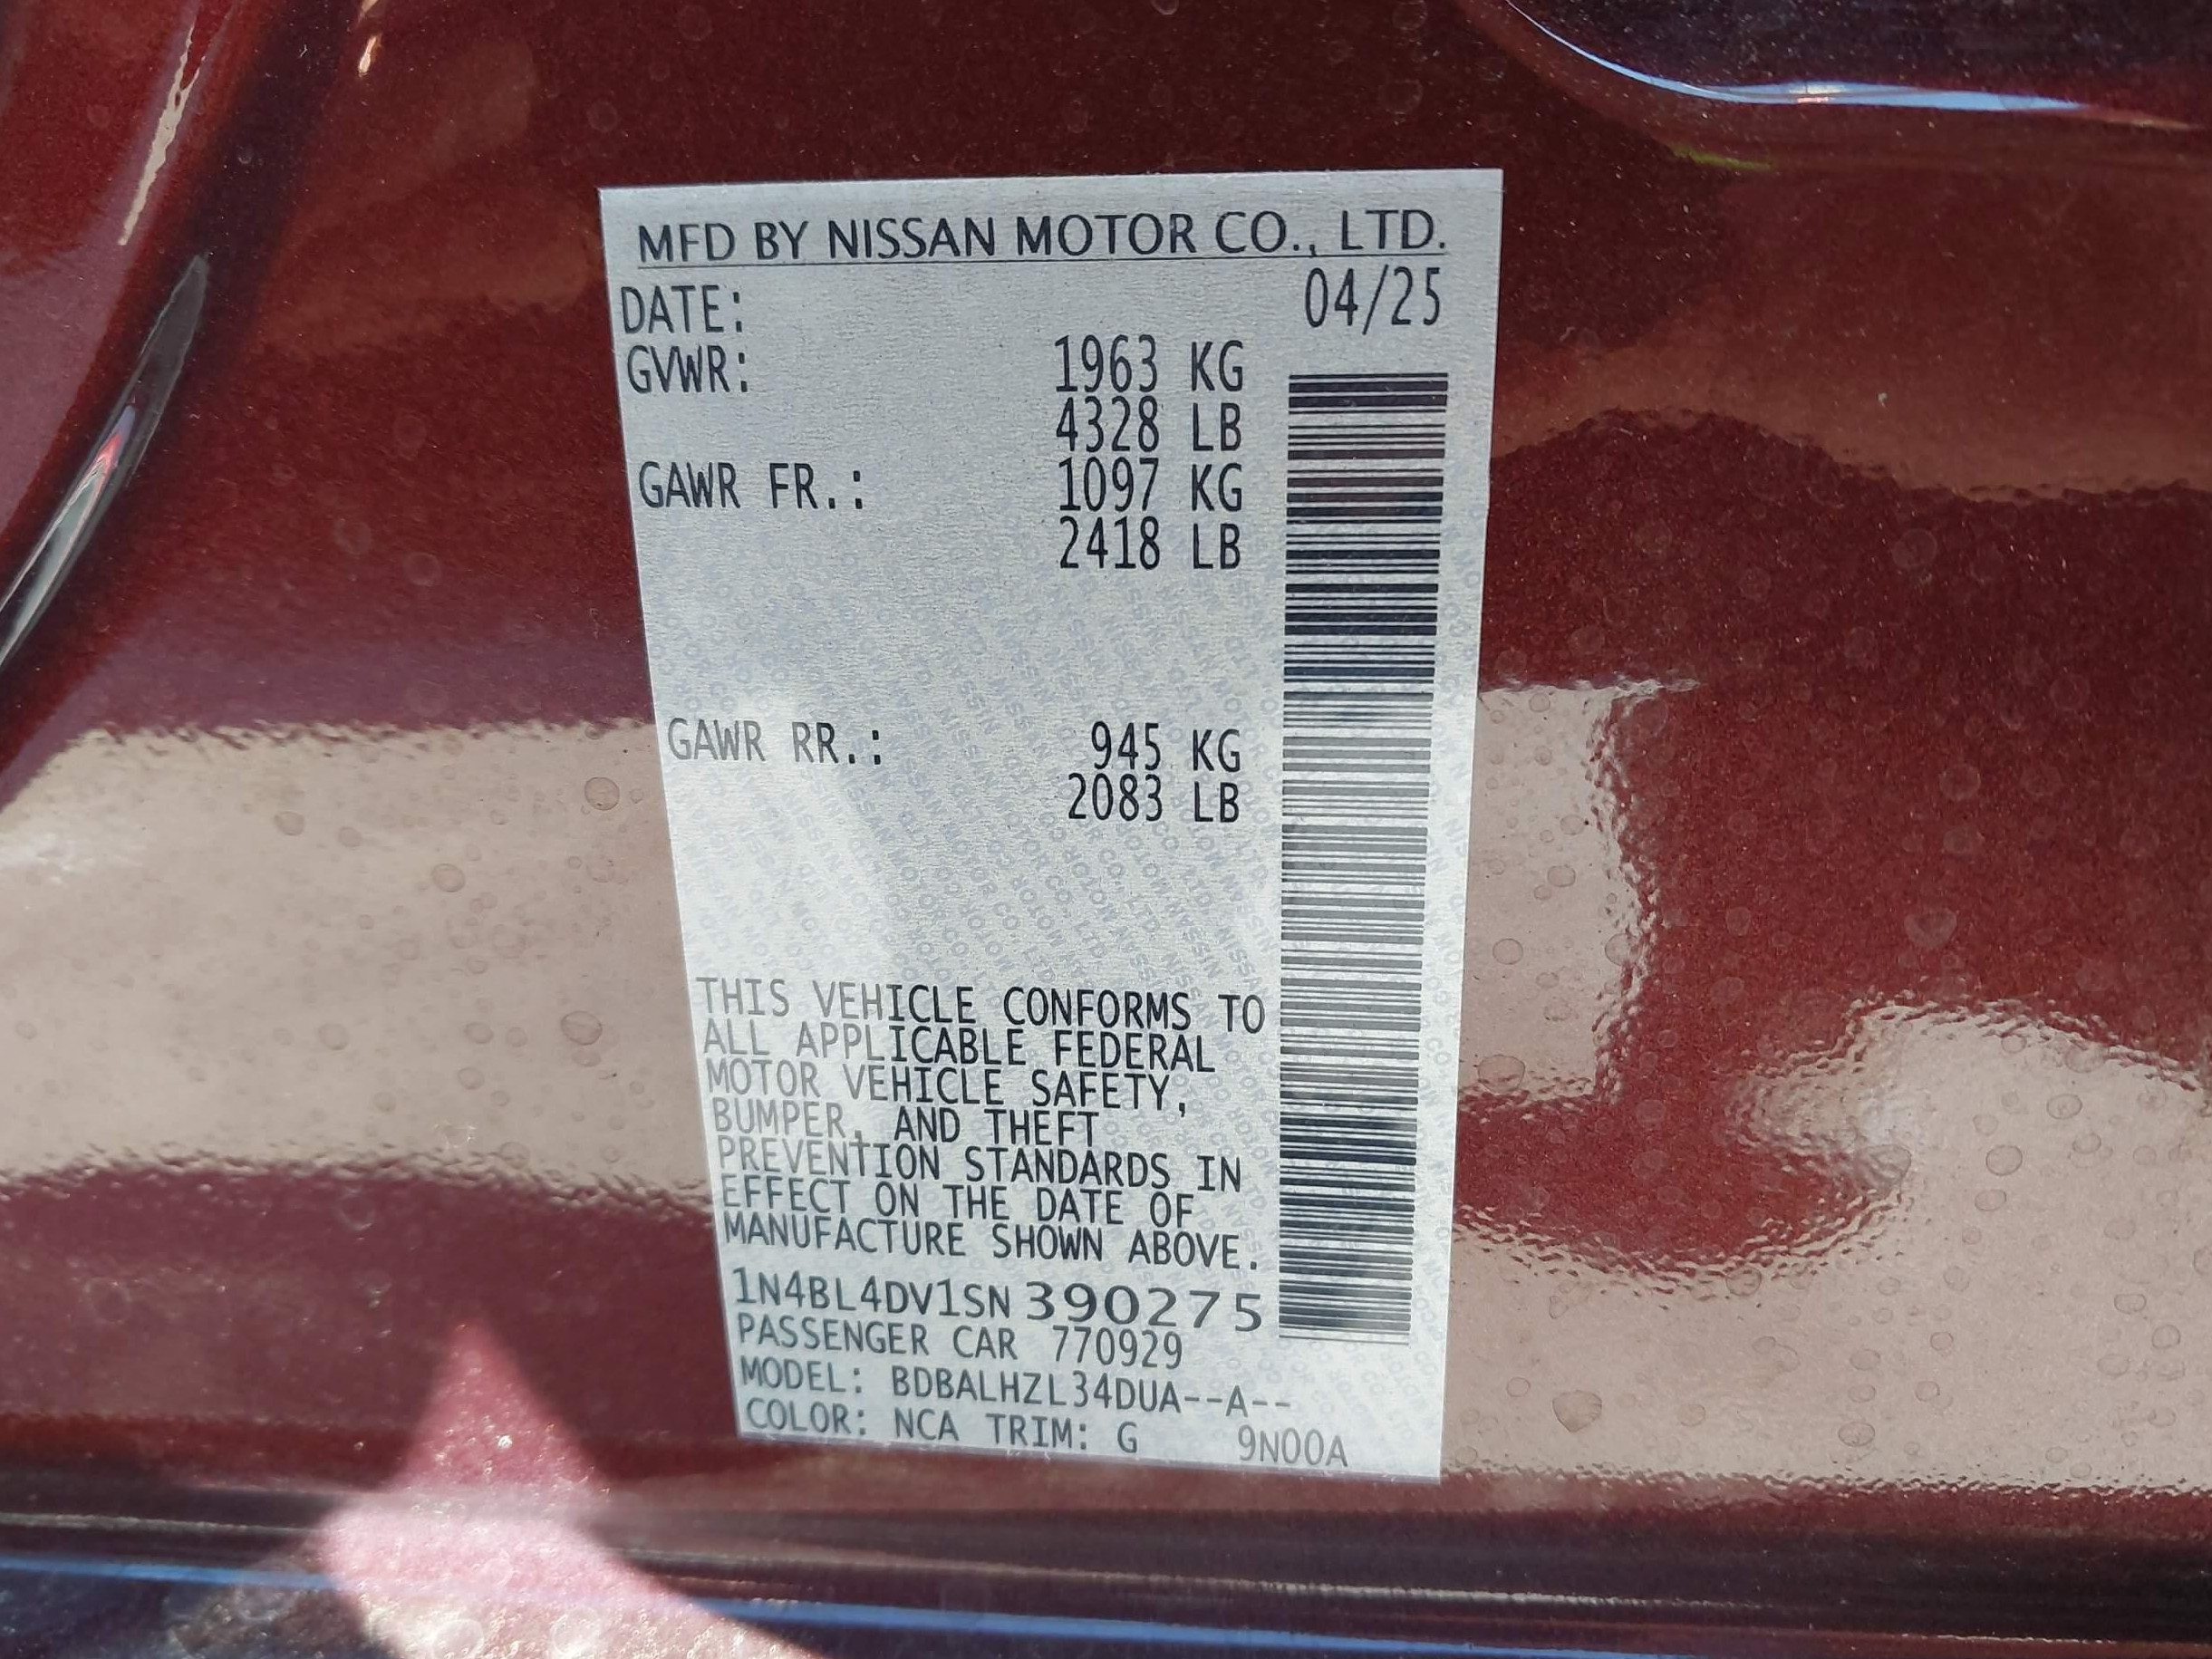 MFD BY NISSAN MOTOR CO., LTD.
DATE: 04/25
GVWR: 1963 KG
4328 LB
GAWR FR.: 1097 KG
2418 LB
GAWR RR.: 945 KG
2083 LB
THIS VEHICLE CONFORMS TO
ALL APPLICABLE FEDERAL
MOTOR VEHICLE SAFETY,
BUMPER, AND THEFT
PREVENTION STANDARDS IN
EFFECT ON THE DATE OF
MANUFACTURE SHOWN ABOVE.
1N4BL4DV1SN390275
PASSENGER CAR 770929
MODEL: BDBALHZL34DUA--A--
COLOR: NCA TRIM: G 9N00A